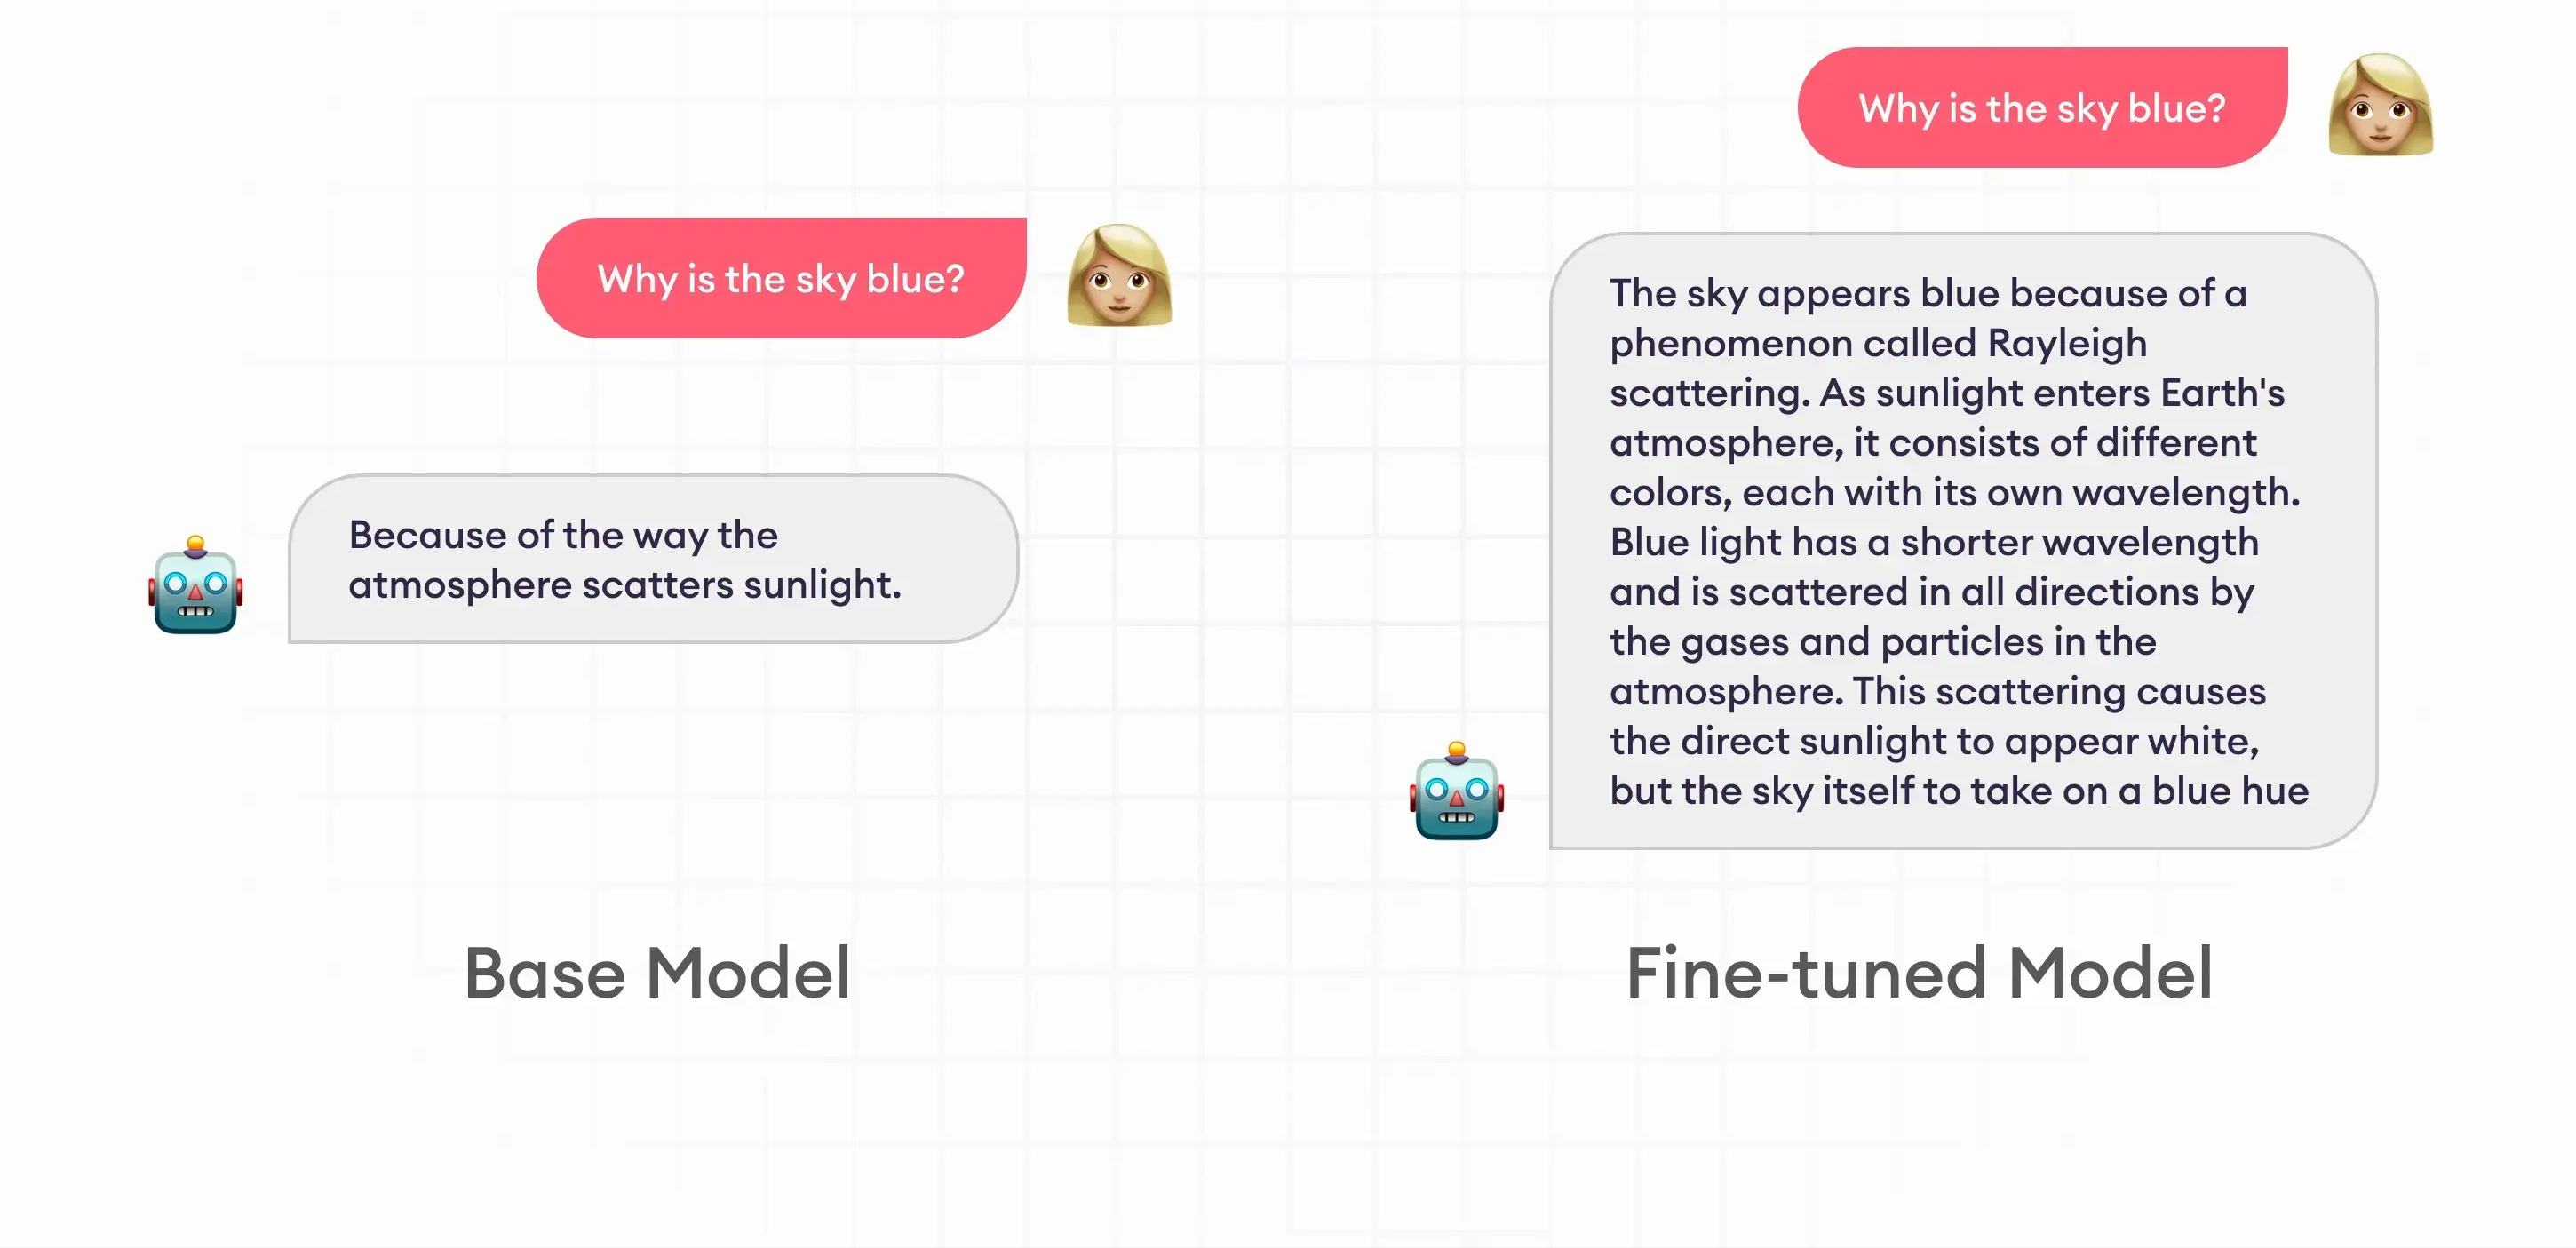 Why is the sky blue?
Because of the way the
atmosphere scatters sunlight.
Base Model
Why is the sky blue?
The sky appears blue because of a
phenomenon called Rayleigh
scattering. As sunlight enters Earth's
atmosphere, it consists of different
colors, each with its own wavelength.
Blue light has a shorter wavelength
and is scattered in all directions by
the gases and particles in the
atmosphere. This scattering causes
the direct sunlight to appear white,
but the sky itself to take on a blue hue
Fine-tuned Model